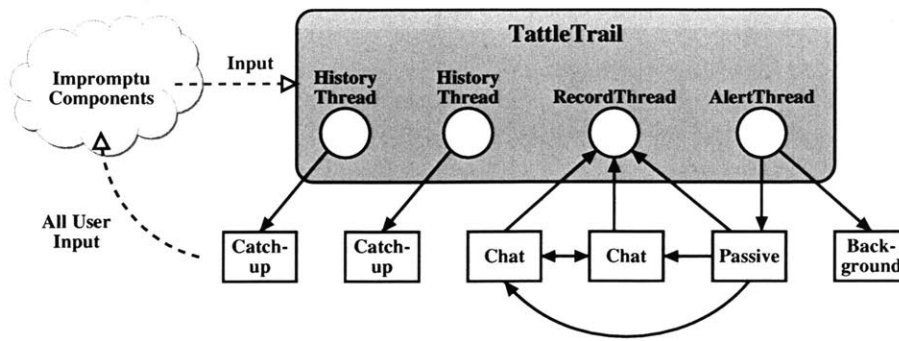 TattleTrail
Impromptu
Components
Input
History
Thread
History
Thread
RecordThread
AlertThread
All User
Input
Catch-
up
Catch-
up
Chat
Chat
Passive
Back-
ground